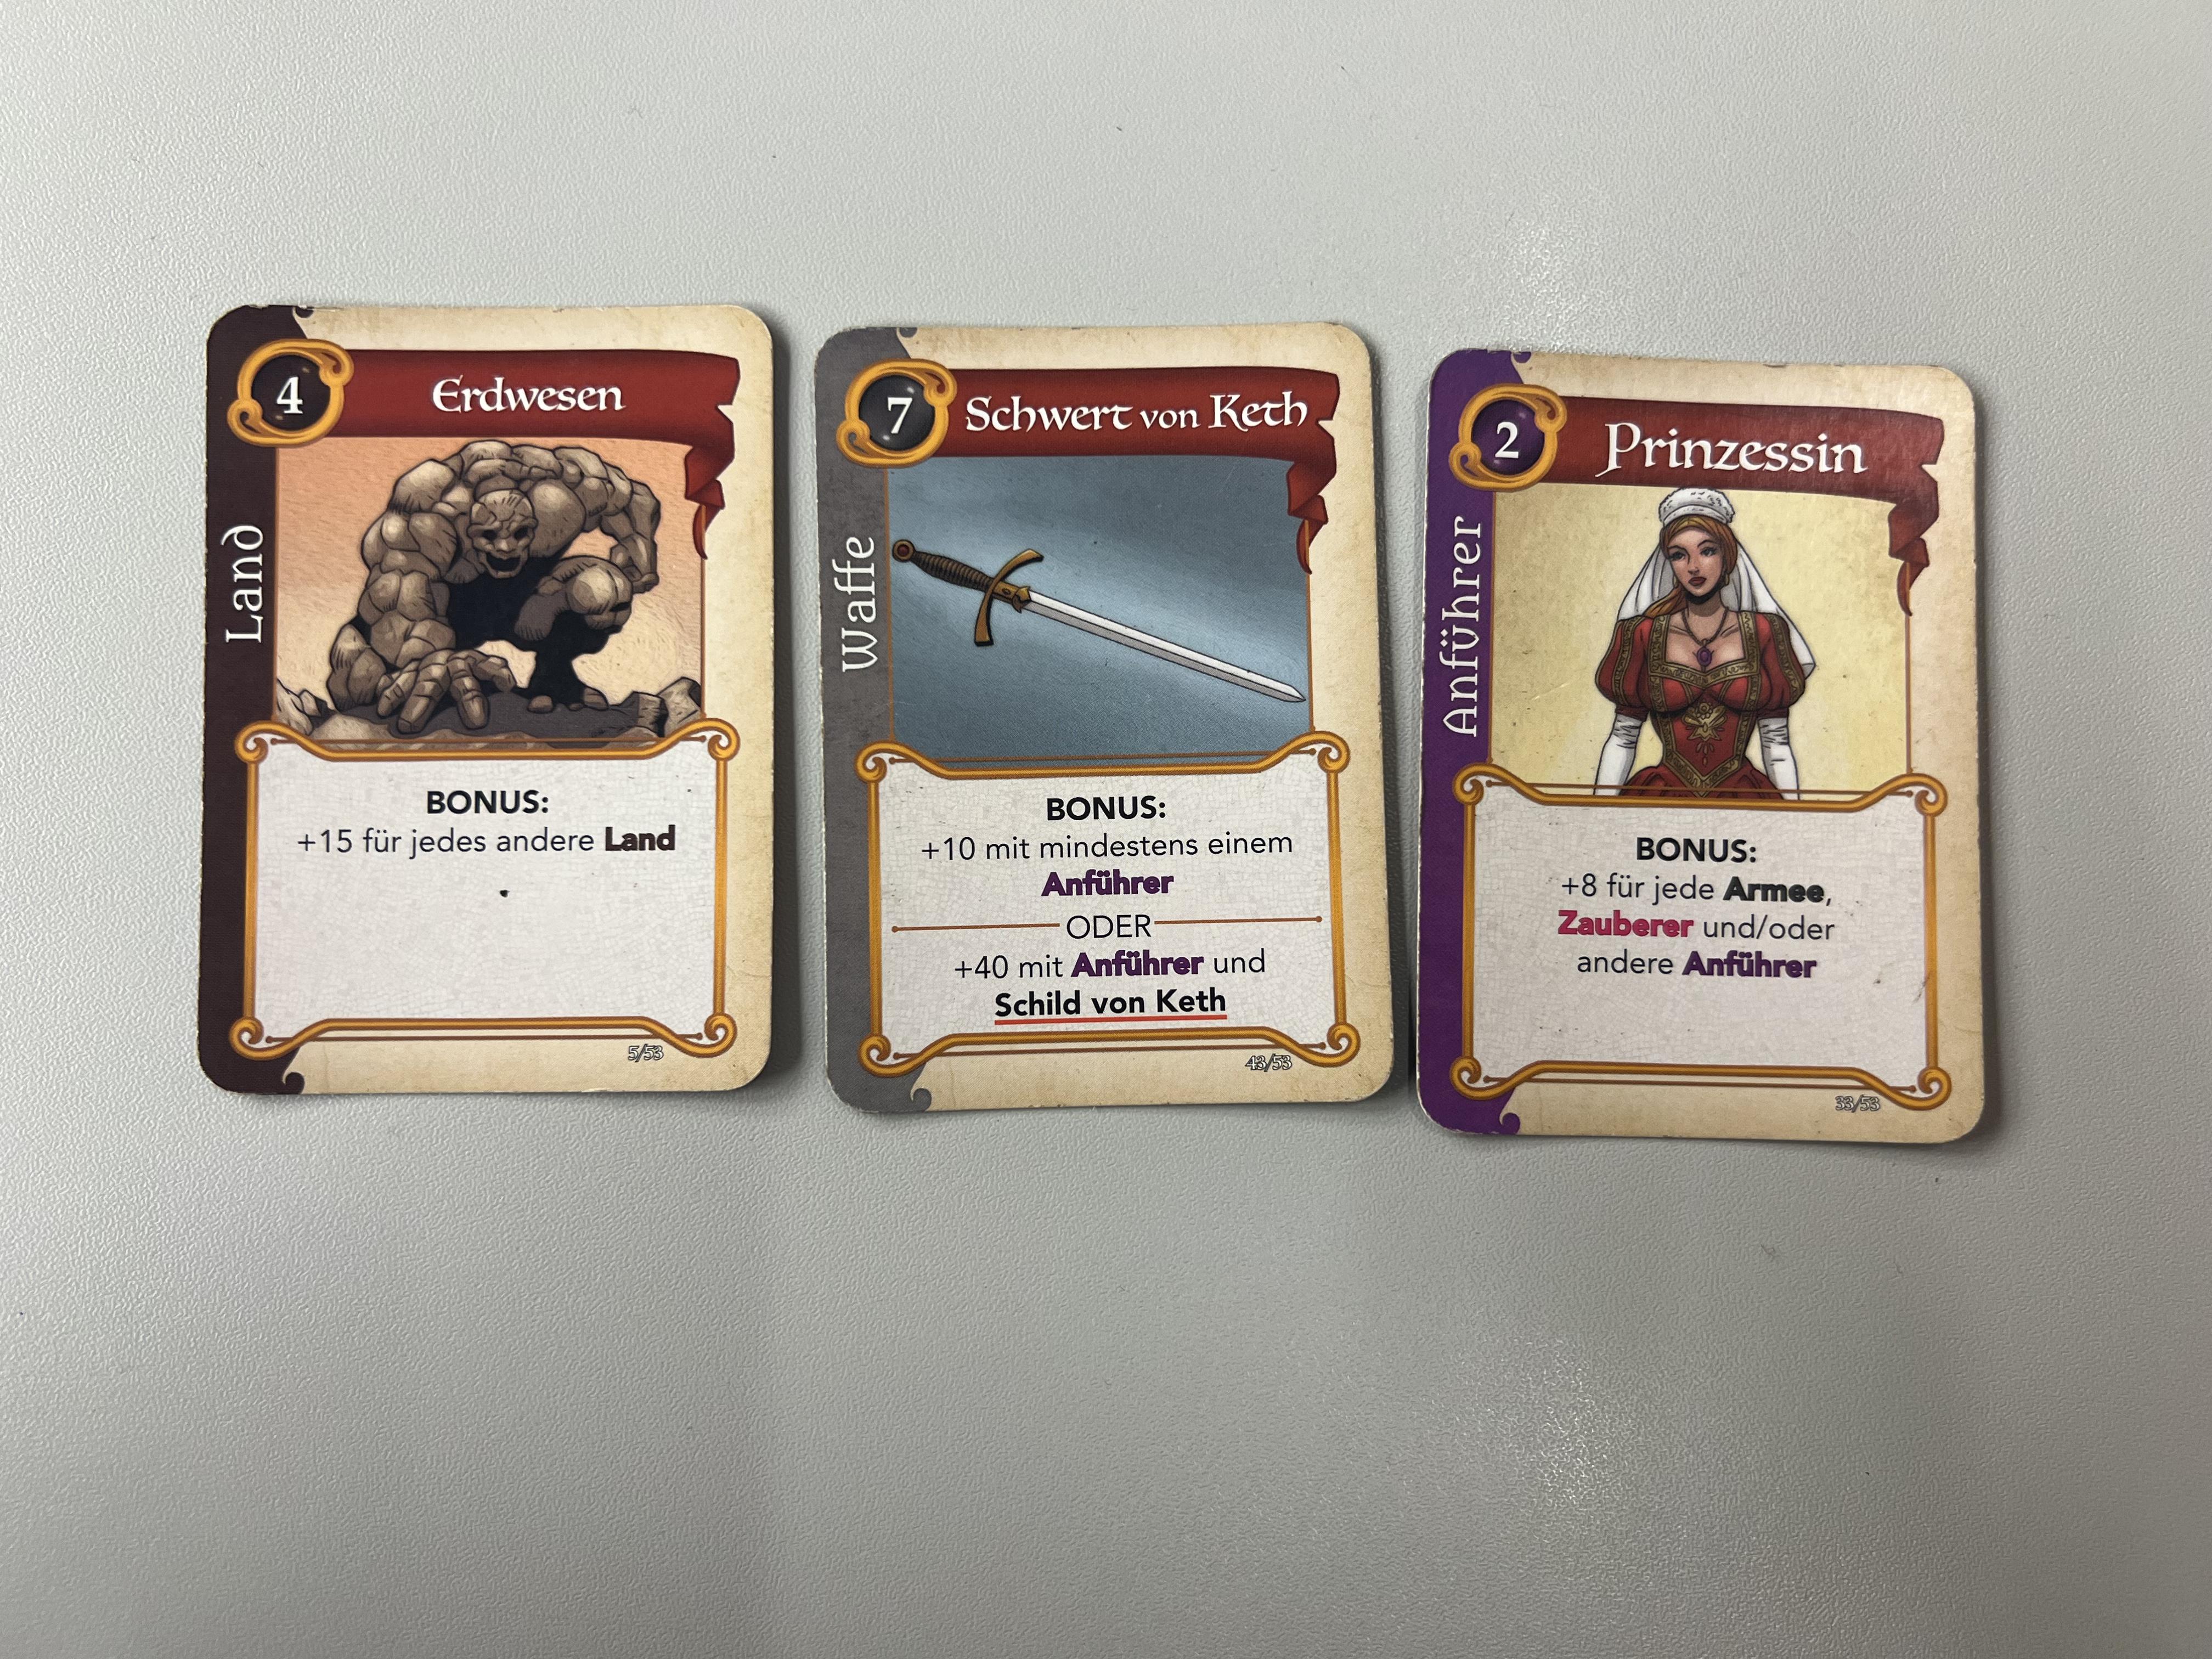 Land
4
Erdwesen
BONUS:
+15 für jedes andere Land
5/53
Waffe
7
Schwert von Keth
BONUS:
+10 mit mindestens einem
Anführer
ODER
+40 mit Anführer und
Schild von Keth
43/53
Anführer
2
Prinzessin
BONUS:
+8 für jede Armee,
Zauberer und/oder
andere Anführer
33/53